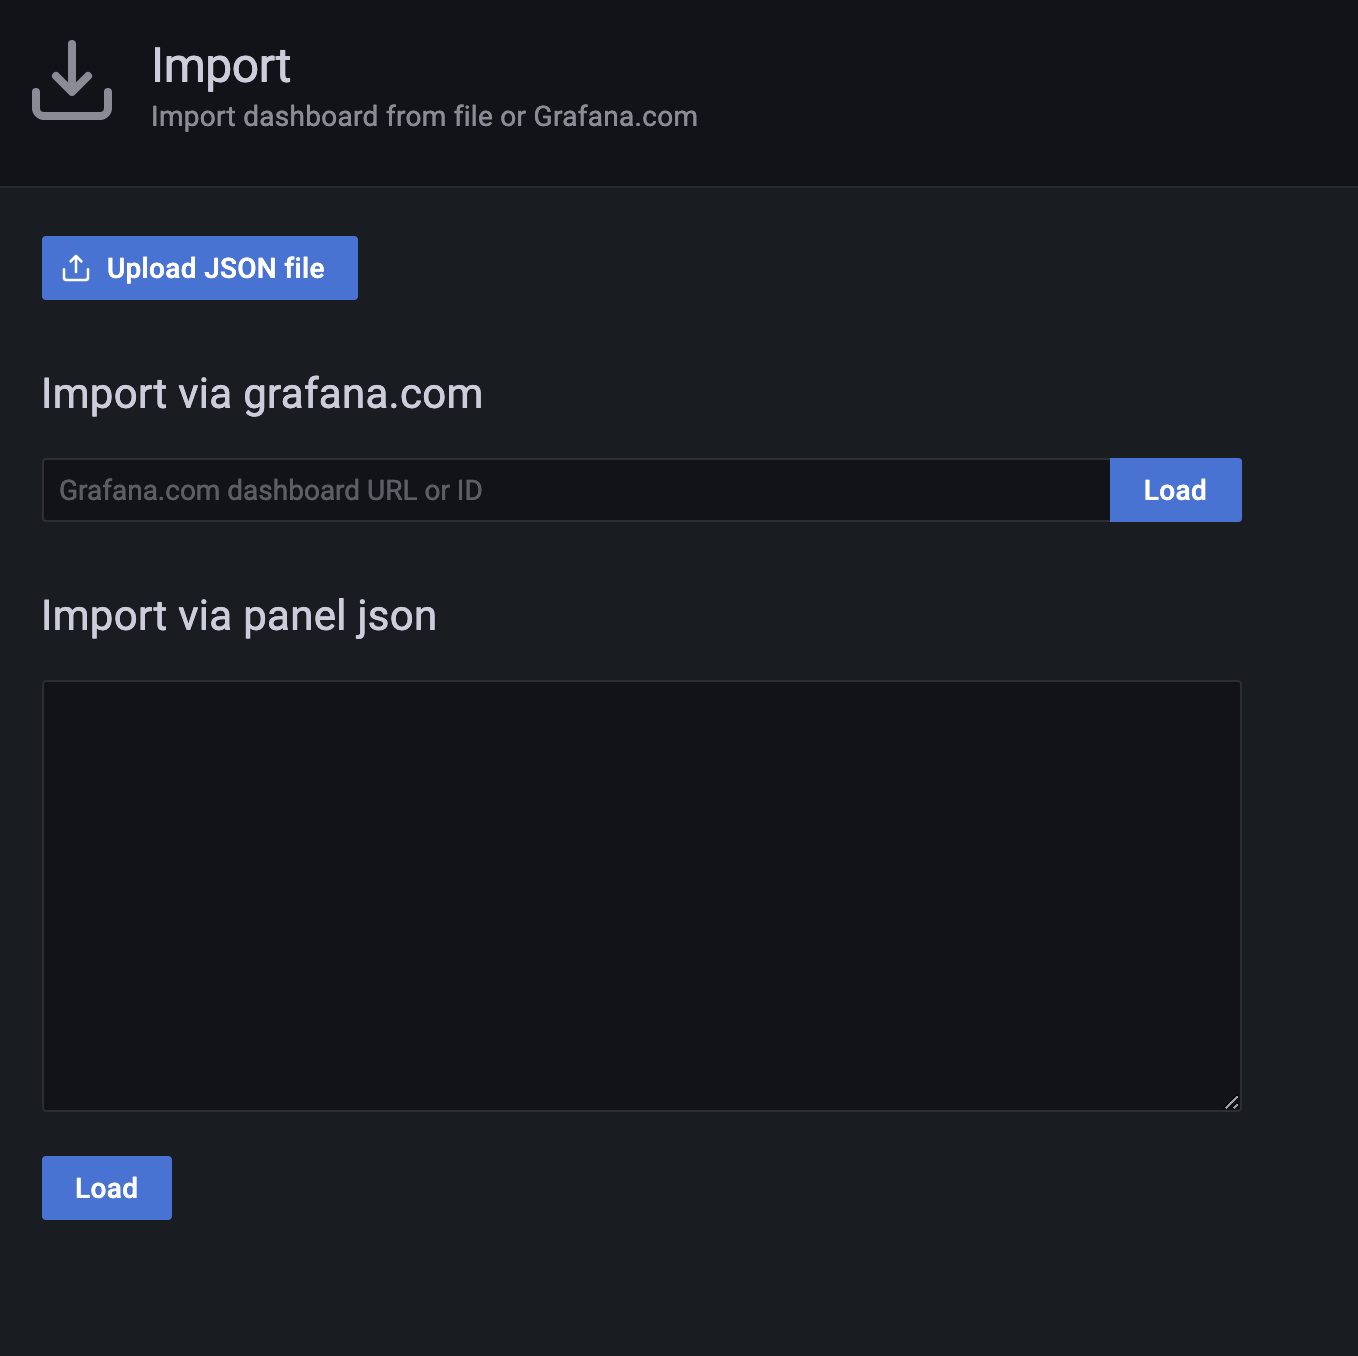 Import
Import dashboard from file or Grafana.com
Upload JSON file
Import via grafana.com
Grafana.com dashboard URL or ID
Load
Import via panel json
Load